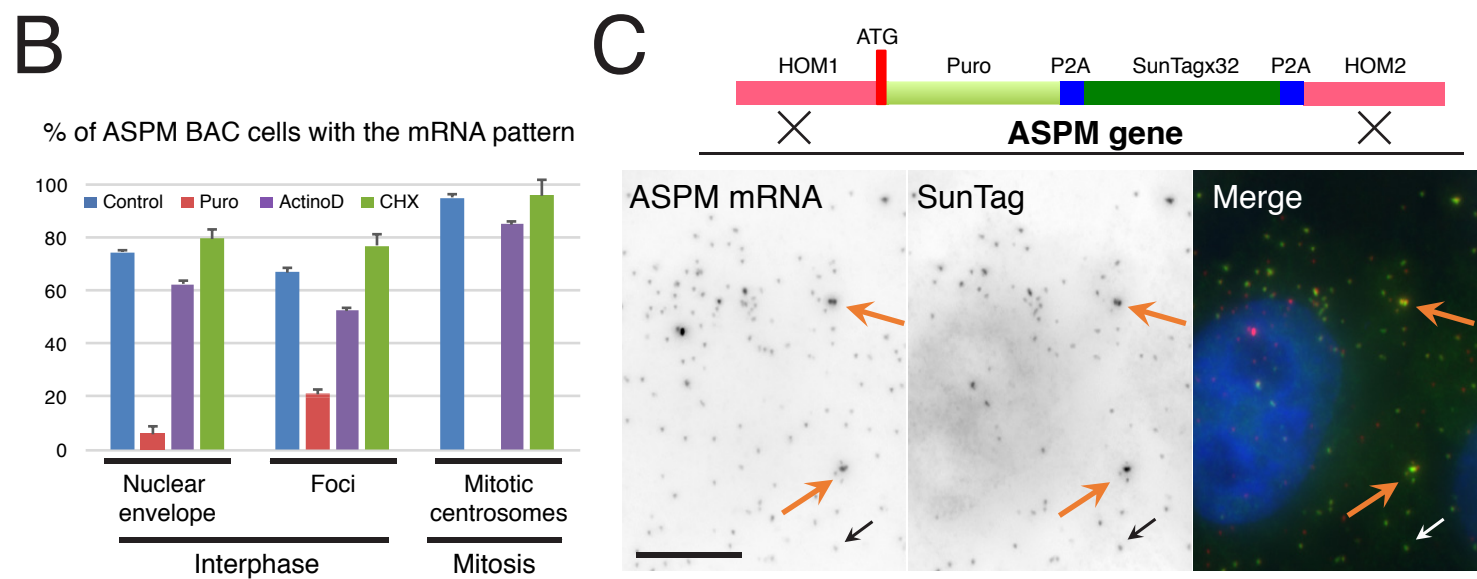 B
% of ASPM BAC cells with the mRNA pattern
100
80
60
40
20
0
Control Puro ActinoD CHX
Nuclear
envelope
Foci
Mitotic
centrosomes
Interphase
Mitosis
C
ATG
HOM1 Puro P2A SunTagx32 P2A HOM2
ASPM gene
ASPM mRNA
SunTag
Merge